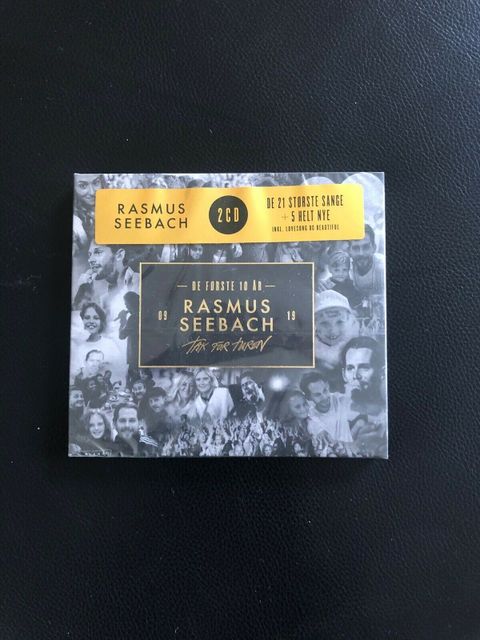 RASMUS
SEEBACH
2CD
DE 21 STØRSTE SANGE
+ 5 HELT NYE
INKL. LOVESONG OG BEAUTIFUL
— DE FØRSTE 10 ÅR —
09
RASMUS
SEEBACH
19
TAK FOR TUREN